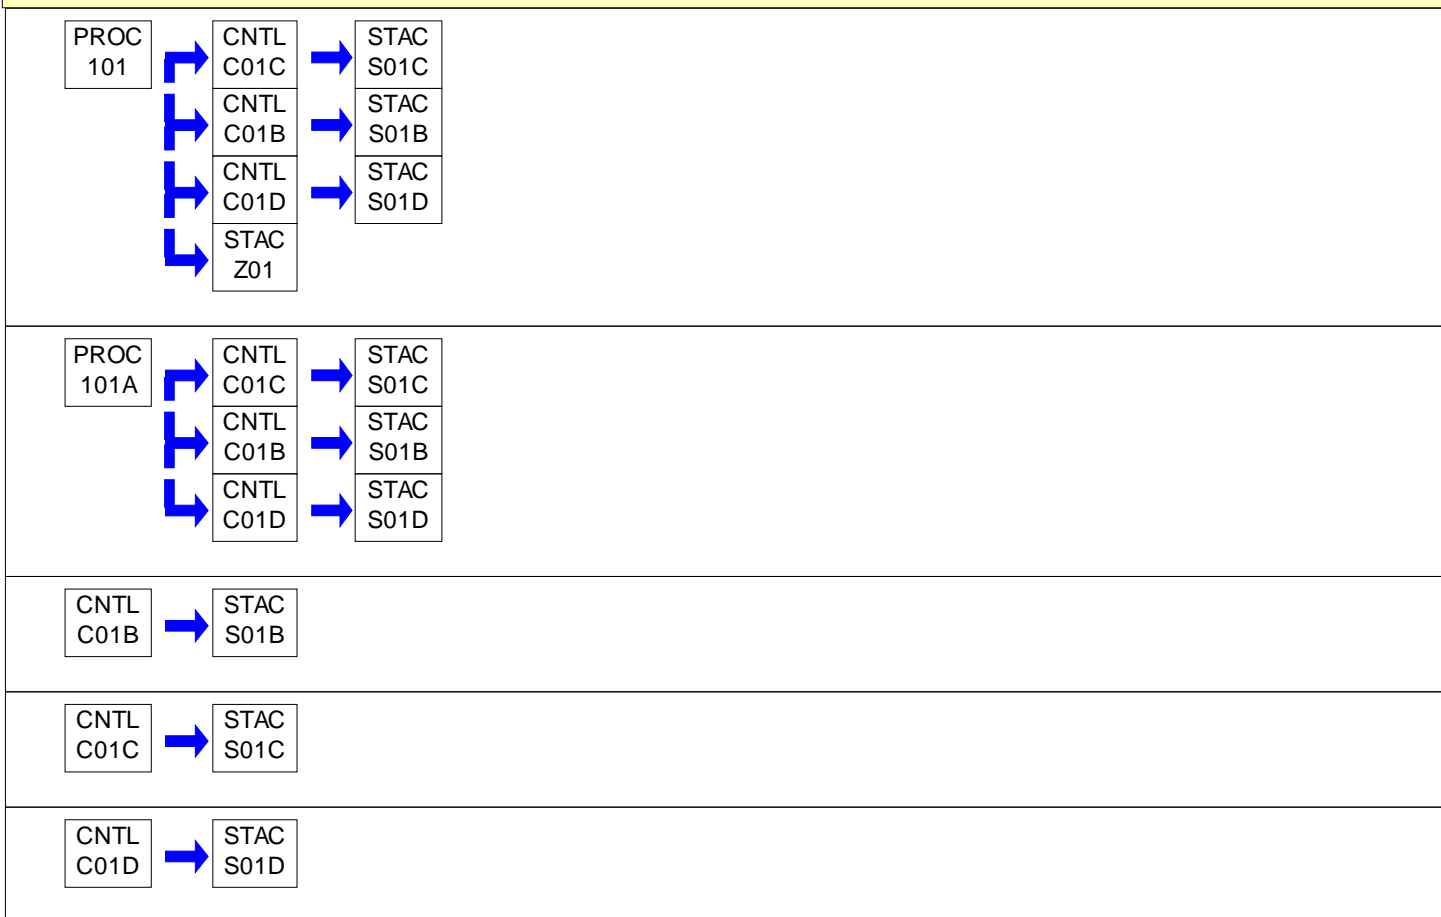 PROC
101
CNTL
C01C
STAC
S01C
CNTL
C01B
STAC
S01B
CNTL
C01D
STAC
S01D
STAC
Z01
PROC
101A
CNTL
C01C
STAC
S01C
CNTL
C01B
STAC
S01B
CNTL
C01D
STAC
S01D
CNTL
C01B
STAC
S01B
CNTL
C01C
STAC
S01C
CNTL
C01D
STAC
S01D